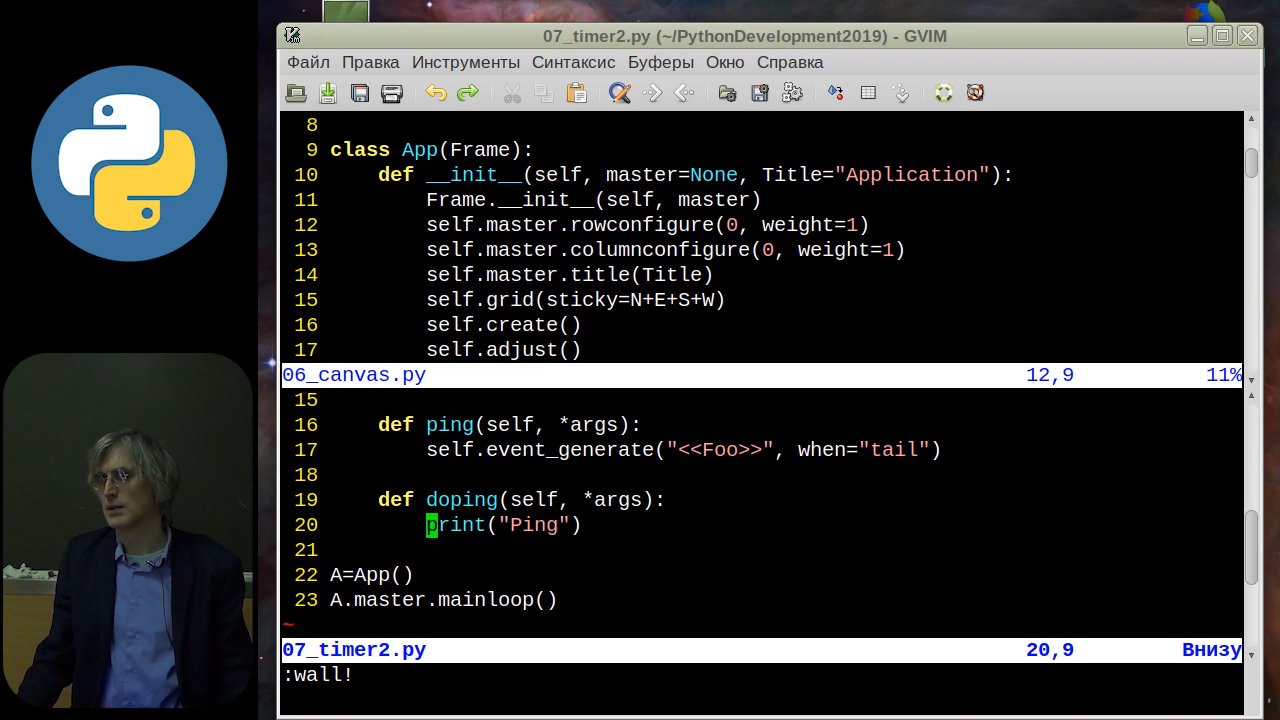 07_timer2.py (~/PythonDevelopment2019) - GVIM
Файл Правка Инструменты Синтаксис Буферы Окно Справка
8
9 class App(Frame):
10     def __init__(self, master=None, Title="Application"):
11         Frame.__init__(self, master)
12         self.master.rowconfigure(0, weight=1)
13         self.master.columnconfigure(0, weight=1)
14         self.master.title(Title)
15         self.grid(sticky=N+E+S+W)
16         self.create()
17         self.adjust()
06_canvas.py 12,9 11%
15
16     def ping(self, *args):
17         self.event_generate("<<Foo>>", when="tail")
18
19     def doping(self, *args):
20         print("Ping")
21
22 A=App()
23 A.master.mainloop()
~
07_timer2.py 20,9 Внизу
:wall!